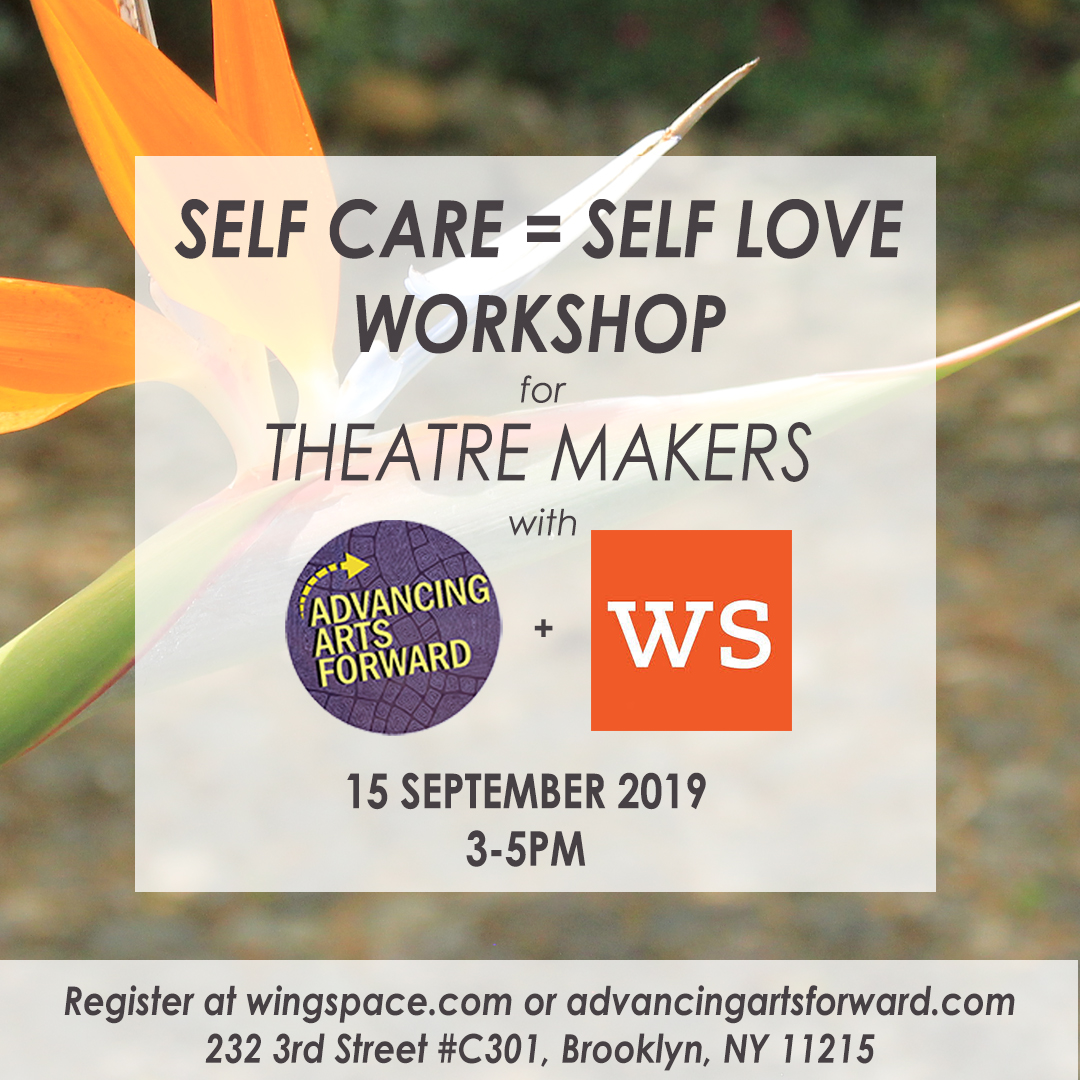 SELF CARE = SELF LOVE
WORKSHOP
for
THEATRE MAKERS
with
ADVANCING
ARTS
FORWARD
+
WS
15 SEPTEMBER 2019
3-5PM
Register at wingspace.com or advancingartsforward.com
232 3rd Street #C301, Brooklyn, NY 11215